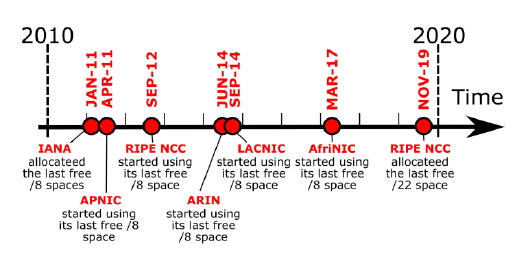 2010
2020
JAN-11
APR-11
SEP-12
JUN-14
SEP-14
MAR-17
NOV-19
Time
IANA
allocateed
the last free
/8 spaces
APNIC
started using
its last free /8
space
RIPE NCC
started using
its last free
/8 space
ARIN
started using
its last free
/8 space
LACNIC
started using
its last free
/8 space
AfriNIC
started using
its last free
/8 space
RIPE NCC
allocateed
the last free
/22 space